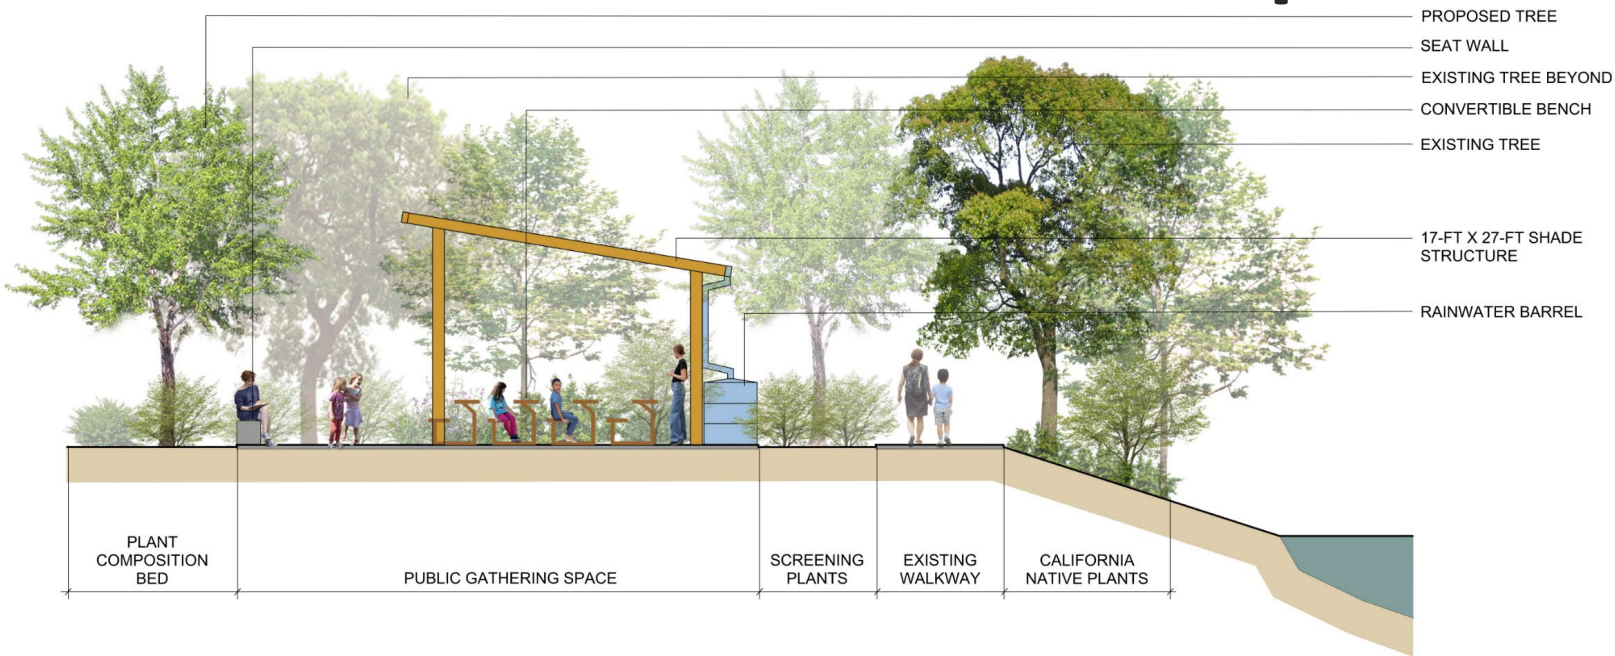 PROPOSED TREE
SEAT WALL
EXISTING TREE BEYOND
CONVERTIBLE BENCH
EXISTING TREE
17-FT X 27-FT SHADE
STRUCTURE
RAINWATER BARREL
PLANT
COMPOSITION
BED
PUBLIC GATHERING SPACE
SCREENING
PLANTS
EXISTING
WALKWAY
CALIFORNIA
NATIVE PLANTS